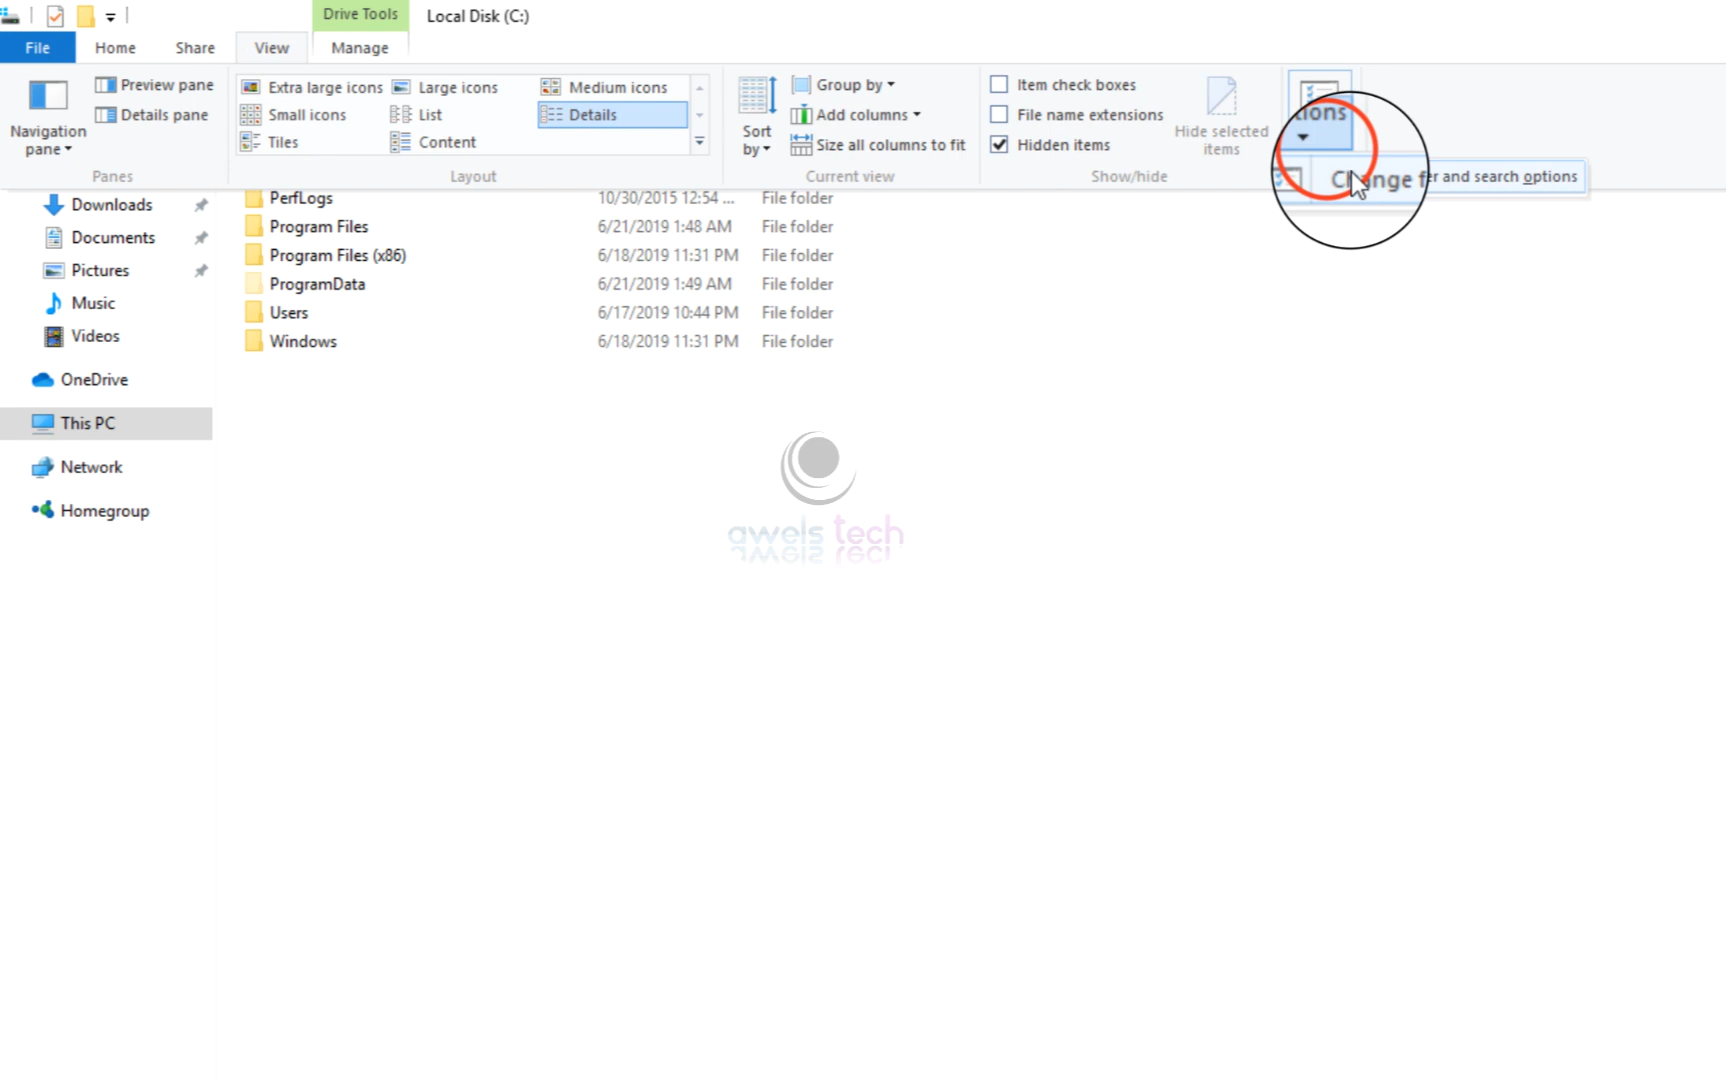 Drive Tools
Local Disk (C:)
File
Home
Share
View
Manage
Navigation
pane
Preview pane
Details pane
Panes
Extra large icons
Large icons
Medium icons
Small icons
List
Details
Tiles
Content
Layout
Sort
by
Group by
Add columns
Size all columns to fit
Current view
Item check boxes
File name extensions
Hidden items
Hide selected
items
Show/hide
tions
Change f
er and search options
Downloads
Documents
Pictures
Music
Videos
OneDrive
This PC
Network
Homegroup
PerfLogs 10/30/2015 12:54 ... File folder
Program Files 6/21/2019 1:48 AM File folder
Program Files (x86) 6/18/2019 11:31 PM File folder
ProgramData 6/21/2019 1:49 AM File folder
Users 6/17/2019 10:44 PM File folder
Windows 6/18/2019 11:31 PM File folder
qwels tech